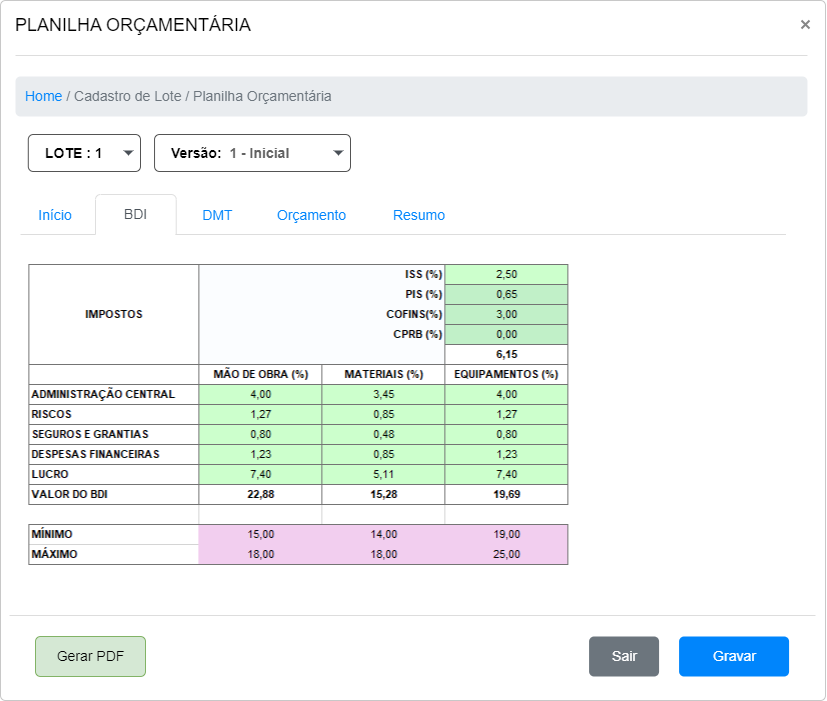 PLANILHA ORÇAMENTÁRIA ×
Home / Cadastro de Lote / Planilha Orçamentária
LOTE : 1 Versão: 1 - Inicial
Início BDI DMT Orçamento Resumo
ISS (%) 2,50
PIS (%) 0,65
IMPOSTOS COFINS(%) 3,00
CPRB (%) 0,00
6,15
MÃO DE OBRA (%) MATERIAIS (%) EQUIPAMENTOS (%)
ADMINISTRAÇÃO CENTRAL 4,00 3,45 4,00
RISCOS 1,27 0,85 1,27
SEGUROS E GRANTIAS 0,80 0,48 0,80
DESPESAS FINANCEIRAS 1,23 0,85 1,23
LUCRO 7,40 5,11 7,40
VALOR DO BDI 22,88 15,28 19,69
MÍNIMO 15,00 14,00 19,00
MÁXIMO 18,00 18,00 25,00
Gerar PDF Sair Gravar